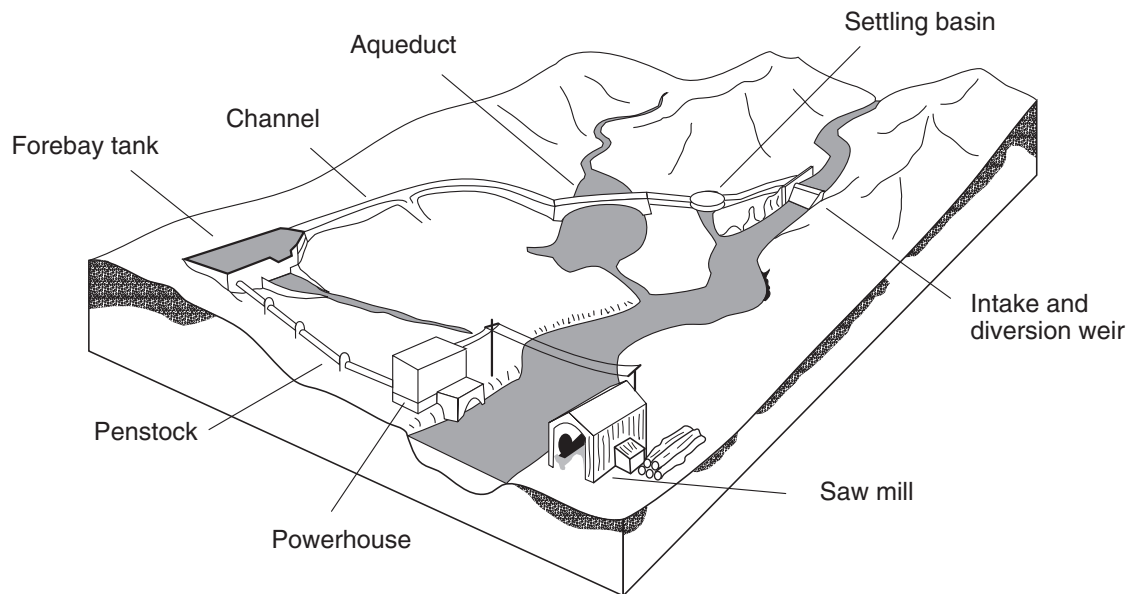 Settling basin
Aqueduct
Channel
Forebay tank
Intake and
diversion weir
Penstock
Saw mill
Powerhouse